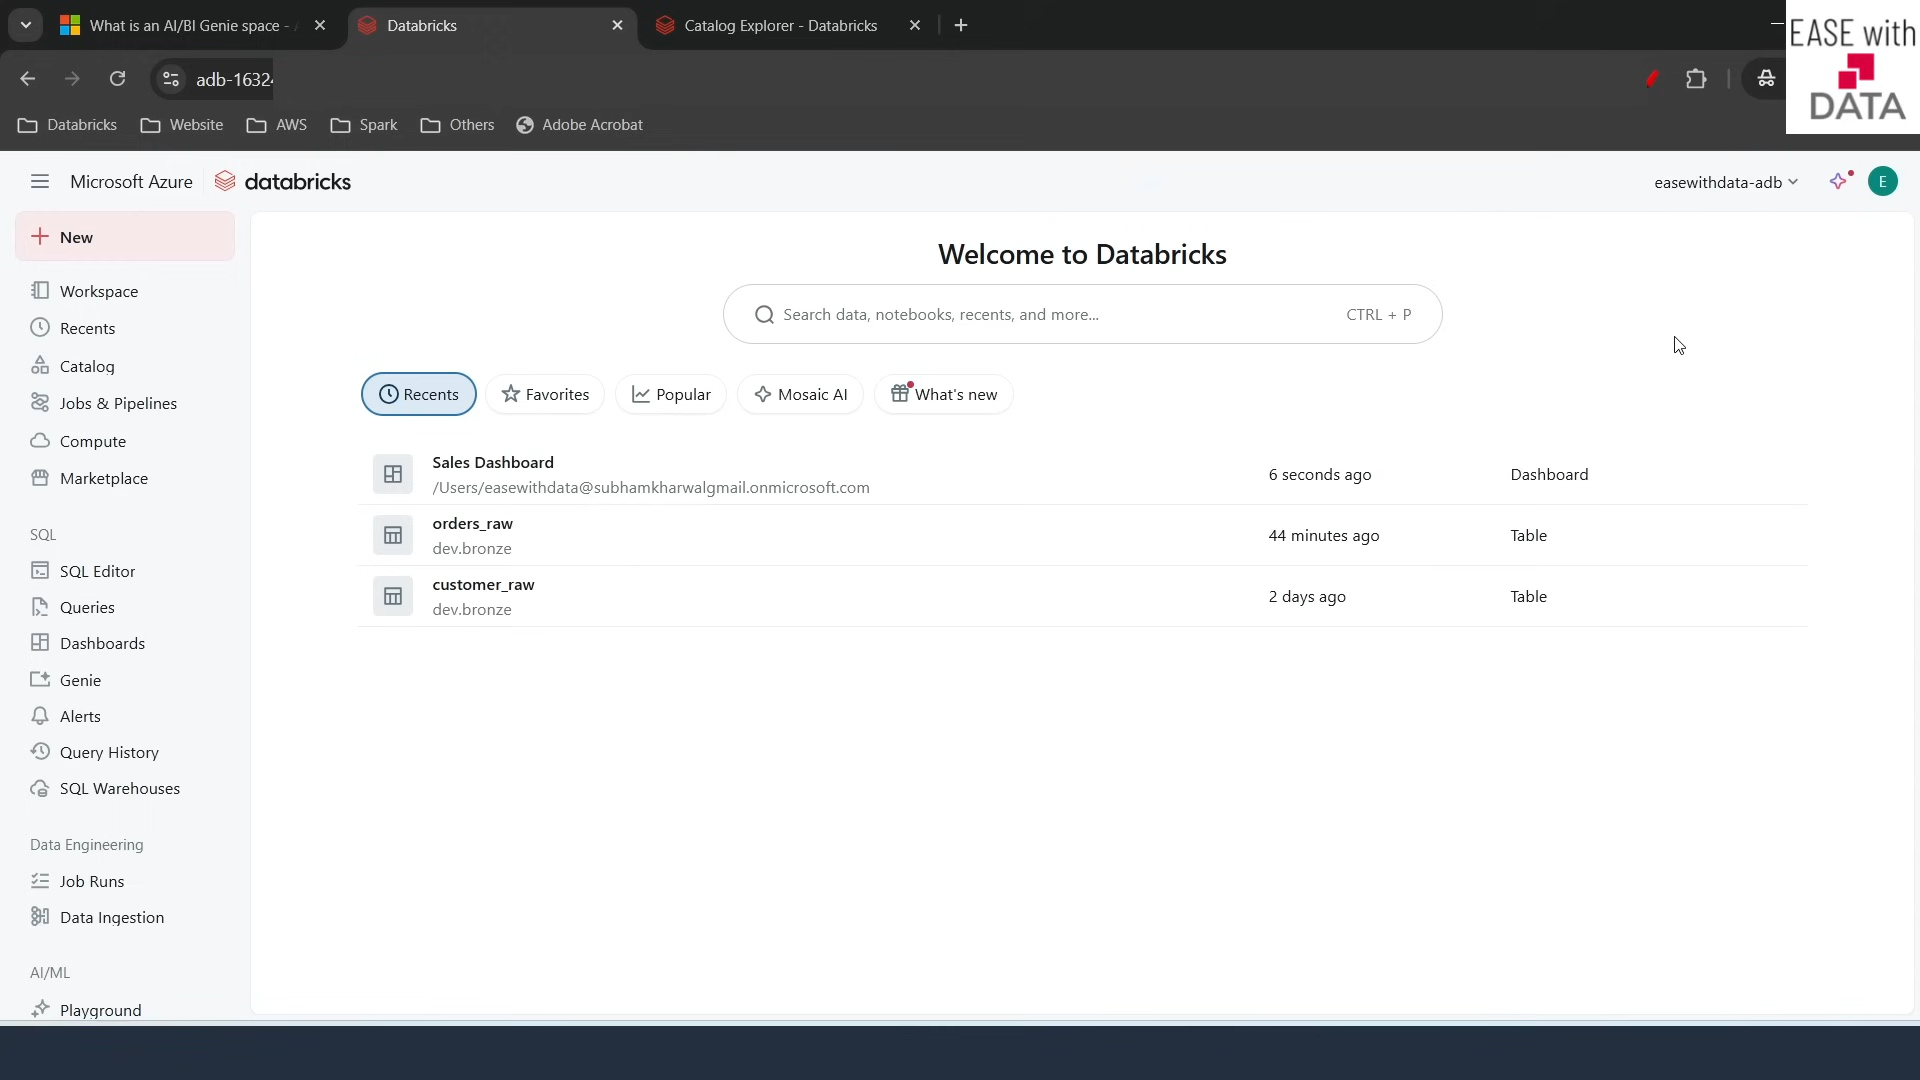 What is an AI/BI Genie space -
Databricks
Catalog Explorer - Databricks
EASE with
DATA
adb-1632
Databricks
Website
AWS
Spark
Others
Adobe Acrobat
Microsoft Azure
databricks
easewithdata-adb
E
New
Workspace
Recents
Catalog
Jobs & Pipelines
Compute
Marketplace
SQL
SQL Editor
Queries
Dashboards
Genie
Alerts
Query History
SQL Warehouses
Data Engineering
Job Runs
Data Ingestion
AI/ML
Playground
Welcome to Databricks
Search data, notebooks, recents, and more...
CTRL + P
Recents
Favorites
Popular
Mosaic AI
What's new
Sales Dashboard
/Users/easewithdata@subhamkharwalgmail.onmicrosoft.com
6 seconds ago
Dashboard
orders_raw
dev.bronze
44 minutes ago
Table
customer_raw
dev.bronze
2 days ago
Table